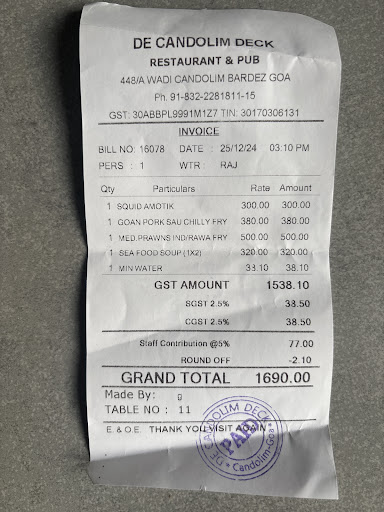 DE CANDOLIM DECK
RESTAURANT & PUB
448/A WADI CANDOLIM BARDEZ GOA
Ph. 91-832-2281811-15
GST: 30ABBPL9991M1Z7 TIN: 30170306131
INVOICE
BILL NO: 16078 DATE : 25/12/24 03:10 PM
PERS : 1 WTR : RAJ
Qty Particulars Rate Amount
1 SQUID AMOTIK 300.00 300.00
1 GOAN PORK SAU CHILLY FRY 380.00 380.00
1 MED.PRAWNS IND/RAWA FRY 500.00 500.00
1 SEA FOOD SOUP (1X2) 320.00 320.00
1 MIN WATER 38.10 38.10
GST AMOUNT 1538.10
SGST 2.5% 38.50
CGST 2.5% 38.50
Staff Contribution @5% 77.00
ROUND OFF -2.10
GRAND TOTAL 1690.00
Made By: g
TABLE NO : 11
E. & O.E. THANK YOU VISIT AGAIN
DE CANDOLIM DECK
PAID
*Candolim-Goa*